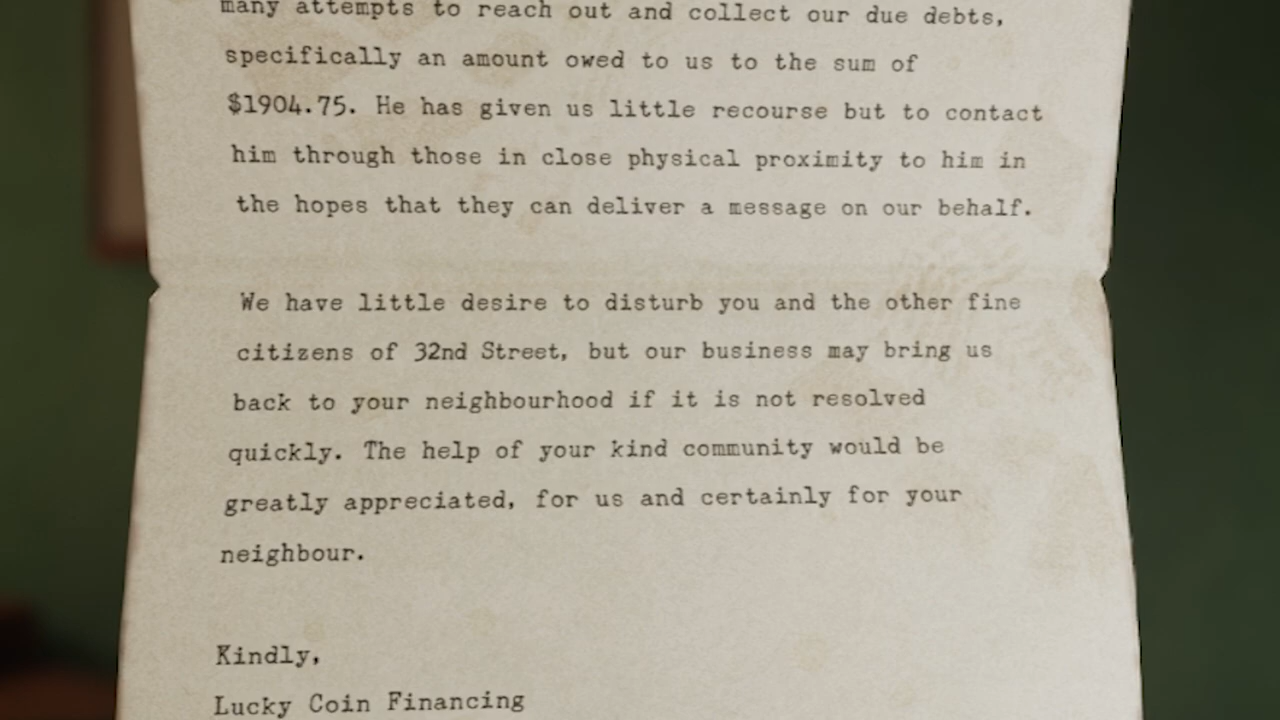 many attempts to reach out and collect our due debts,
specifically an amount owed to us to the sum of
$1904.75. He has given us little recourse but to contact
him through those in close physical proximity to him in
the hopes that they can deliver a message on our behalf.
We have little desire to disturb you and the other fine
citizens of 32nd Street, but our business may bring us
back to your neighbourhood if it is not resolved
quickly. The help of your kind community would be
greatly appreciated, for us and certainly for your
neighbour.
Kindly,
Lucky Coin Financing